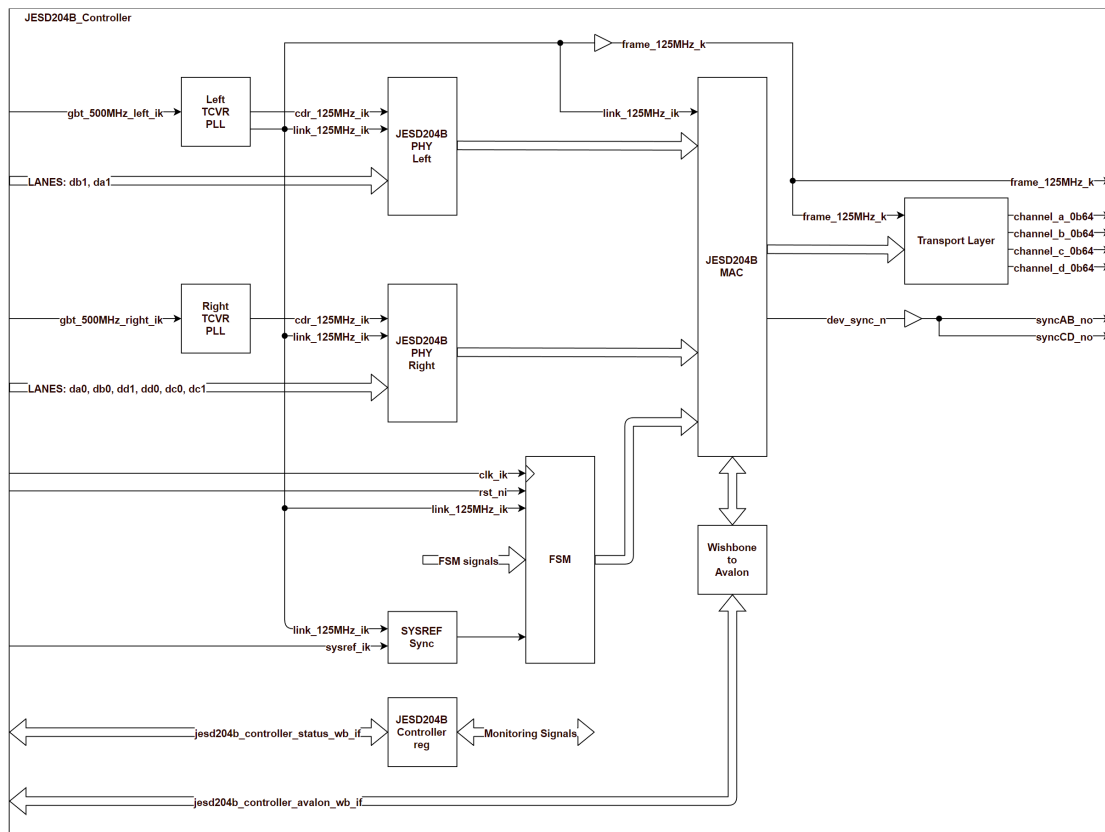 JESD204B_Controller
frame_125MHz_k
gbt_500MHz_left_ik
Left
TCVR
PLL
cdr_125MHz_ik
link_125MHz_ik
JESD204B
PHY
Left
link_125MHz_ik
LANES: db1, da1
frame_125MHz_k
frame_125MHz_k
Transport Layer
channel_a_0b64
channel_b_0b64
channel_c_0b64
channel_d_0b64
JESD204B
MAC
gbt_500MHz_right_ik
Right
TCVR
PLL
cdr_125MHz_ik
link_125MHz_ik
JESD204B
PHY
Right
dev_sync_n
syncAB_no
syncCD_no
LANES: da0, db0, dd1, dd0, dc0, dc1
clk_ik
rst_ni
link_125MHz_ik
FSM signals
FSM
Wishbone
to
Avalon
link_125MHz_ik
sysref_ik
SYSREF
Sync
jesd204b_controller_status_wb_if
JESD204B
Controller
reg
Monitoring Signals
jesd204b_controller_avalon_wb_if